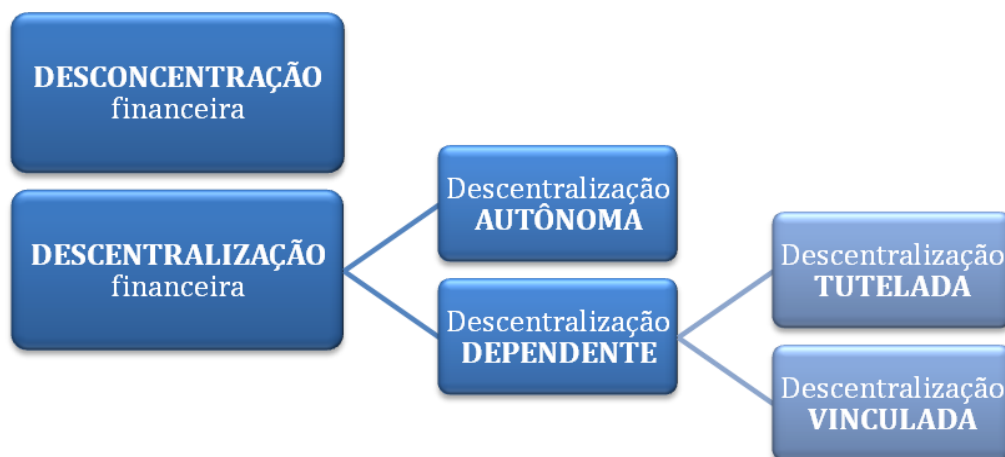 DESCONCENTRAÇÃO
financeira
DESCENTRALIZAÇÃO
financeira
Descentralização
AUTÔNOMA
Descentralização
DEPENDENTE
Descentralização
TUTELADA
Descentralização
VINCULADA